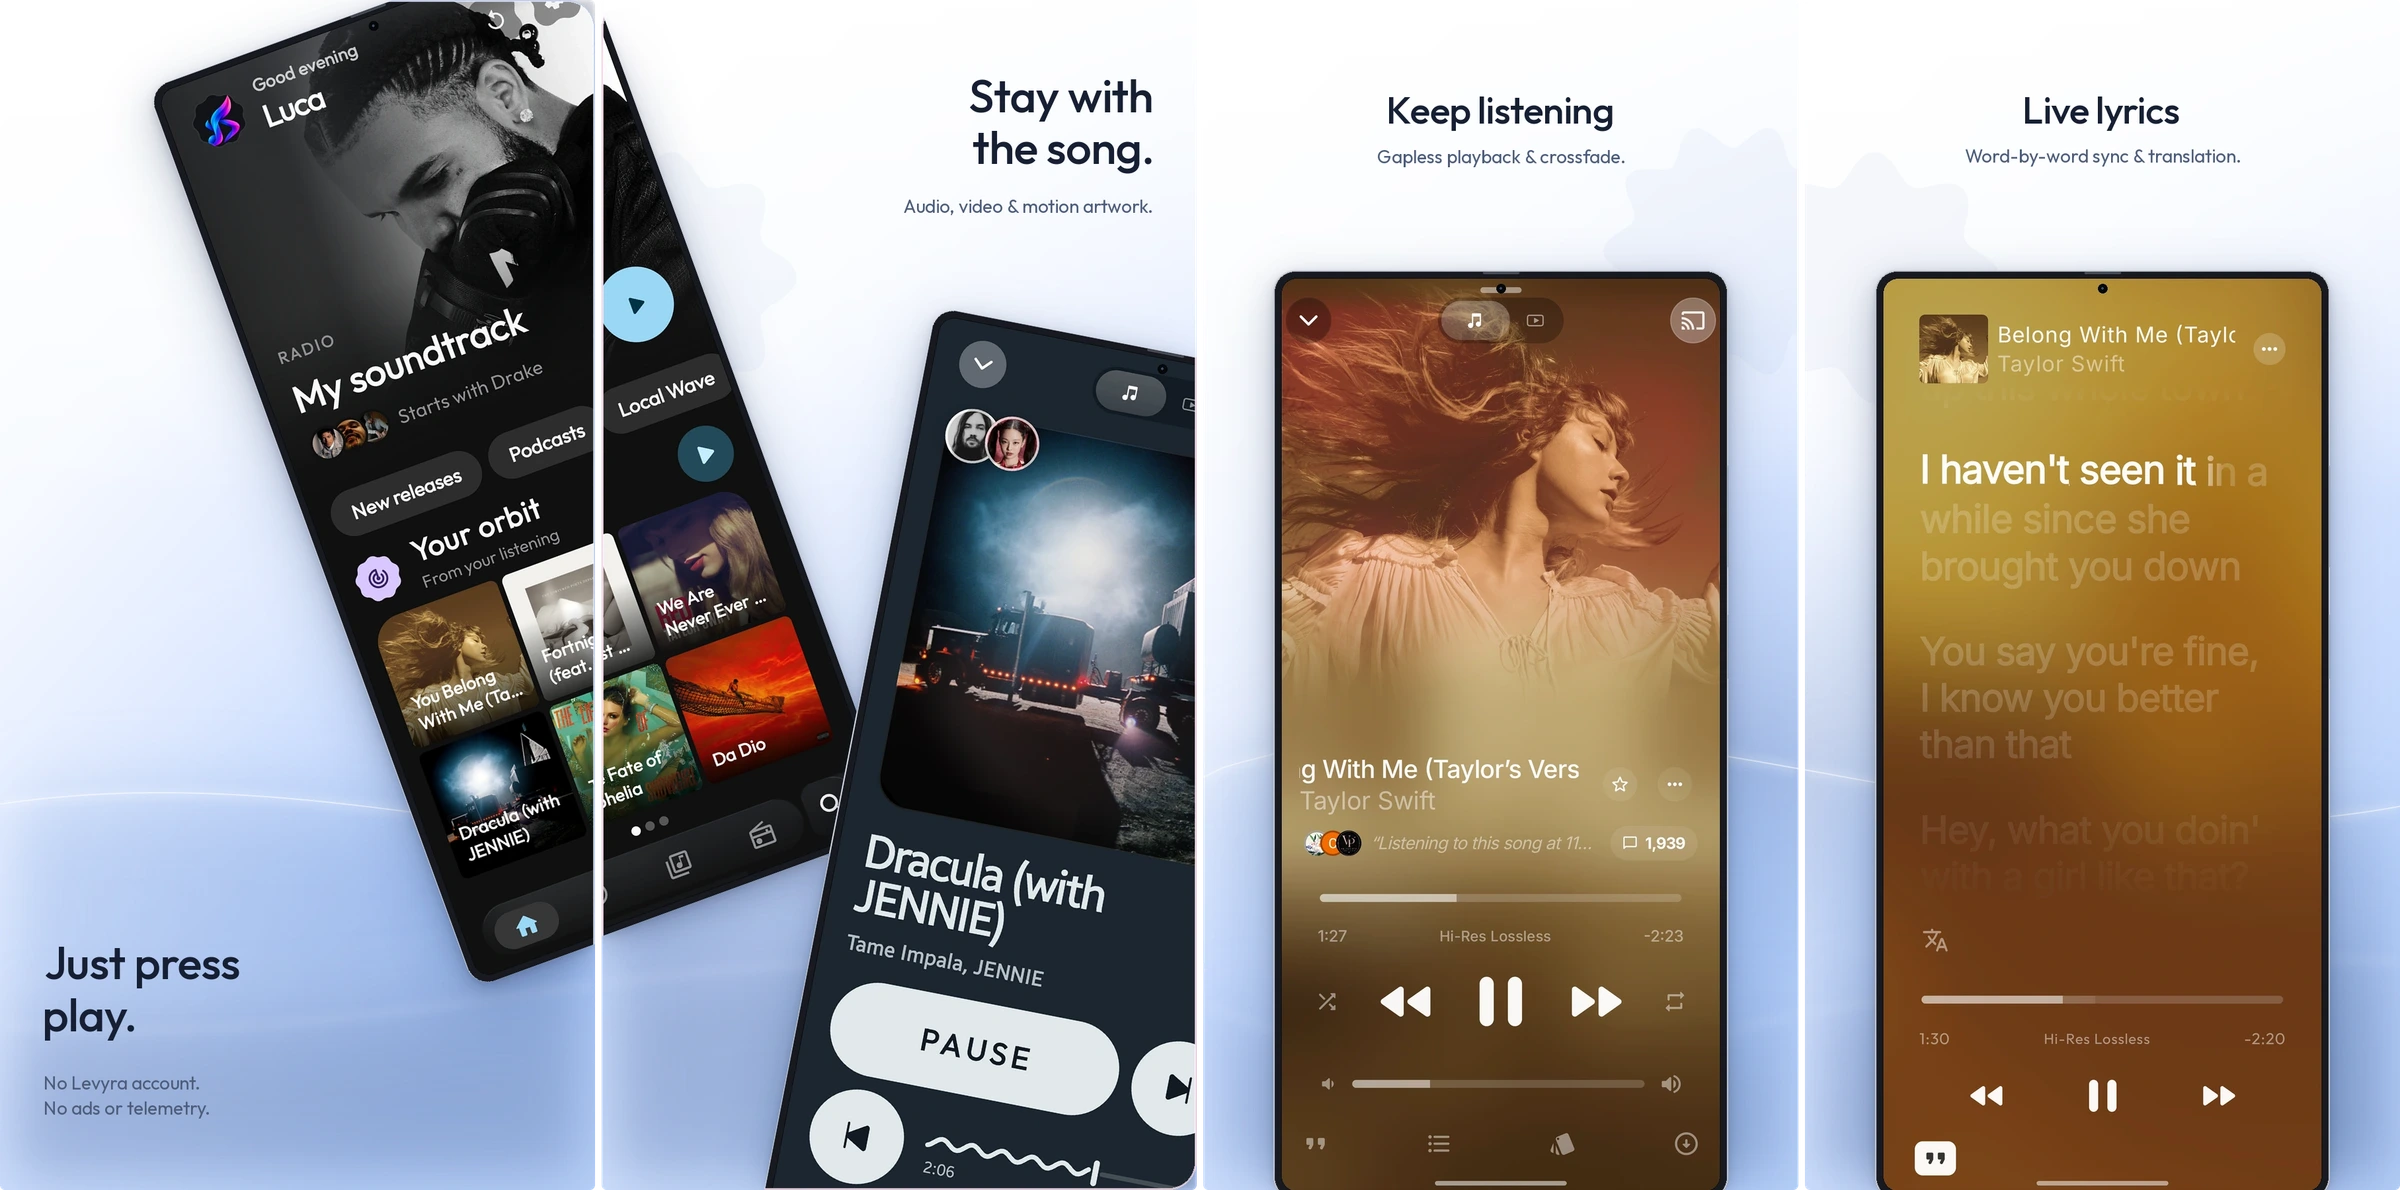 Good evening
Luca
RADIO
My soundtrack
Starts with Drake
New releases
Podcasts
Local Wave
Your orbit
From your listening
You Belong
With Me (Ta...
Fortnig
(feat. st ...
We Are
Never Ever ...
Dracula (with
JENNIE)
Fate of
phelia
Da Dio
Just press
play.
No Levyra account.
No ads or telemetry.
Stay with
the song.
Audio, video & motion artwork.
Dracula (with
JENNIE)
Tame Impala, JENNIE
PAUSE
2:06
Keep listening
Gapless playback & crossfade.
g With Me (Taylor's Vers
Taylor Swift
"Listening to this song at 11...
1,939
1:27
Hi-Res Lossless
-2:23
Live lyrics
Word-by-word sync & translation.
Belong With Me (Taylo
Taylor Swift
up this whole town.
I haven't seen it in a
while since she
brought you down
You say you're fine,
I know you better
than that
Hey, what you doin'
with a girl like that?
1:30
Hi-Res Lossless
-2:20